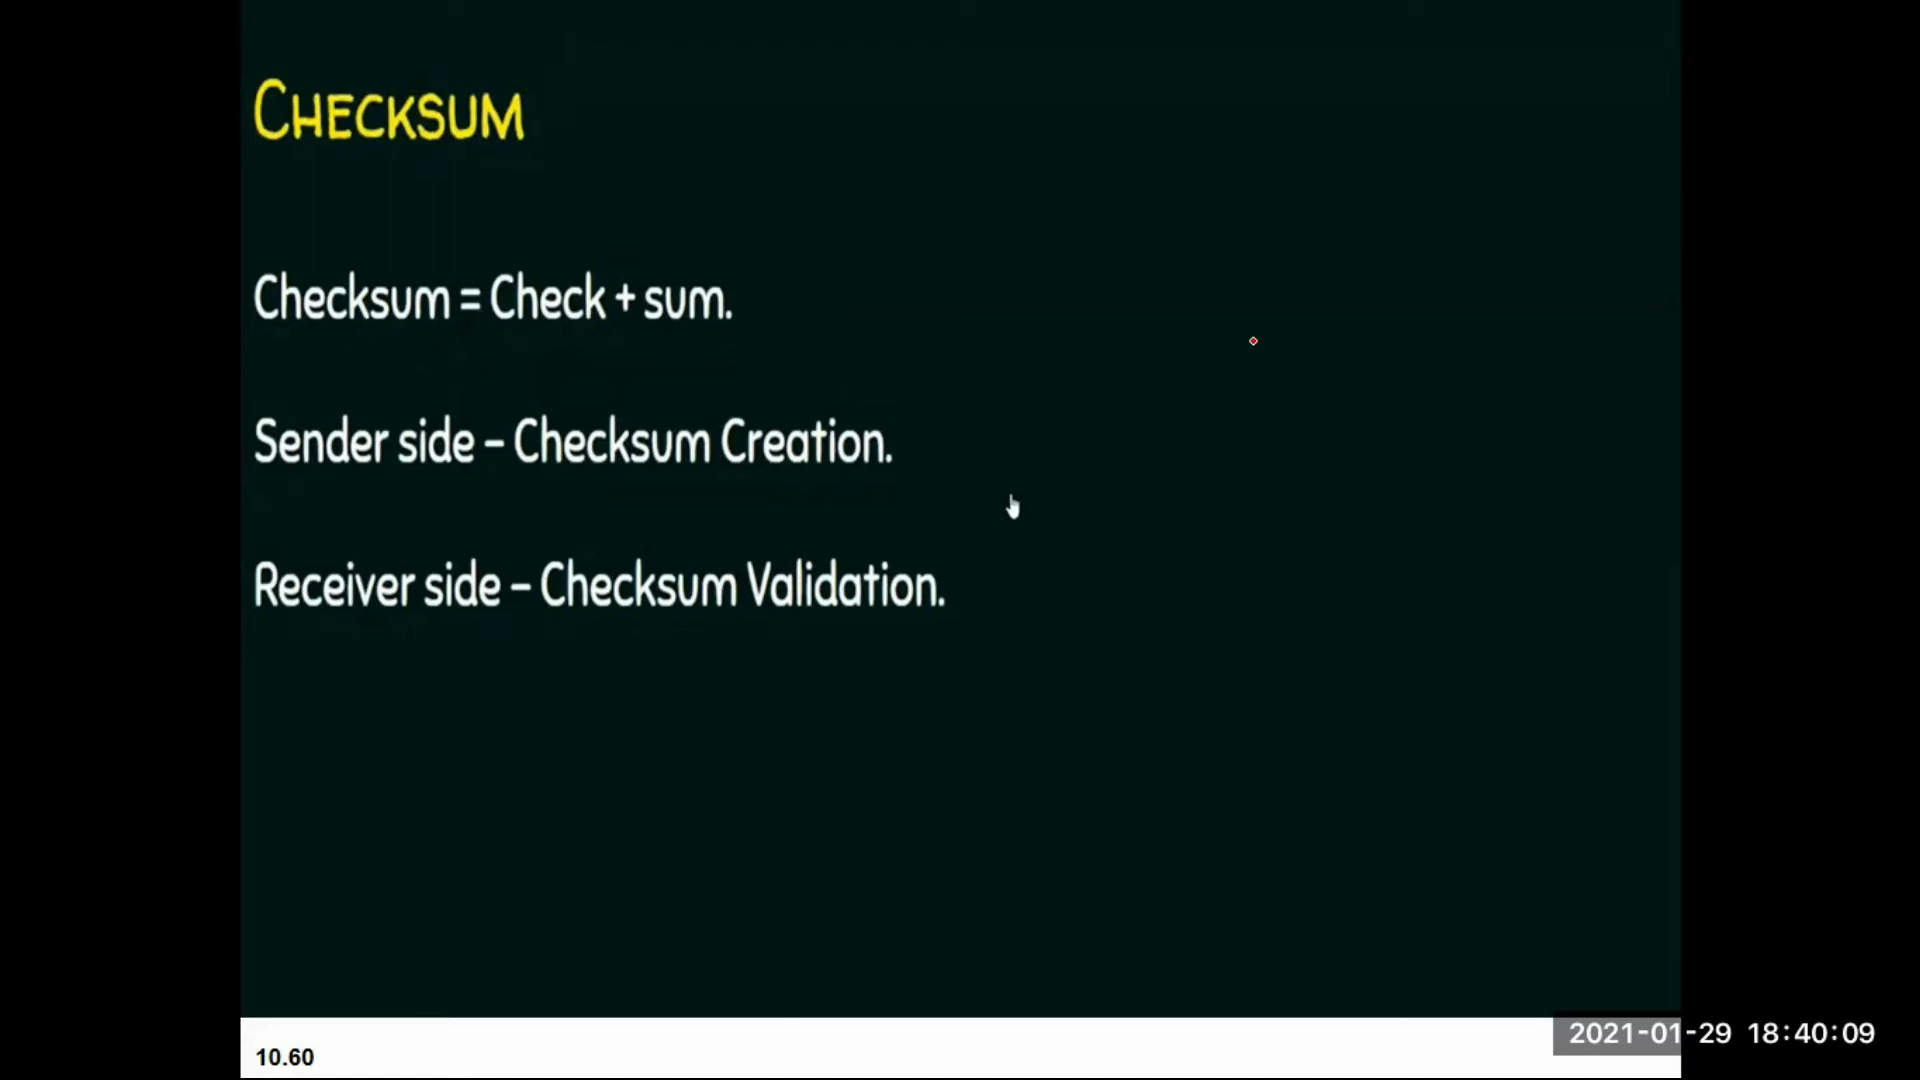 CHECKSUM
Checksum = Check + sum.
Sender side – Checksum Creation.
Receiver side – Checksum Validation.
10.60
2021-01-29 18:40:09